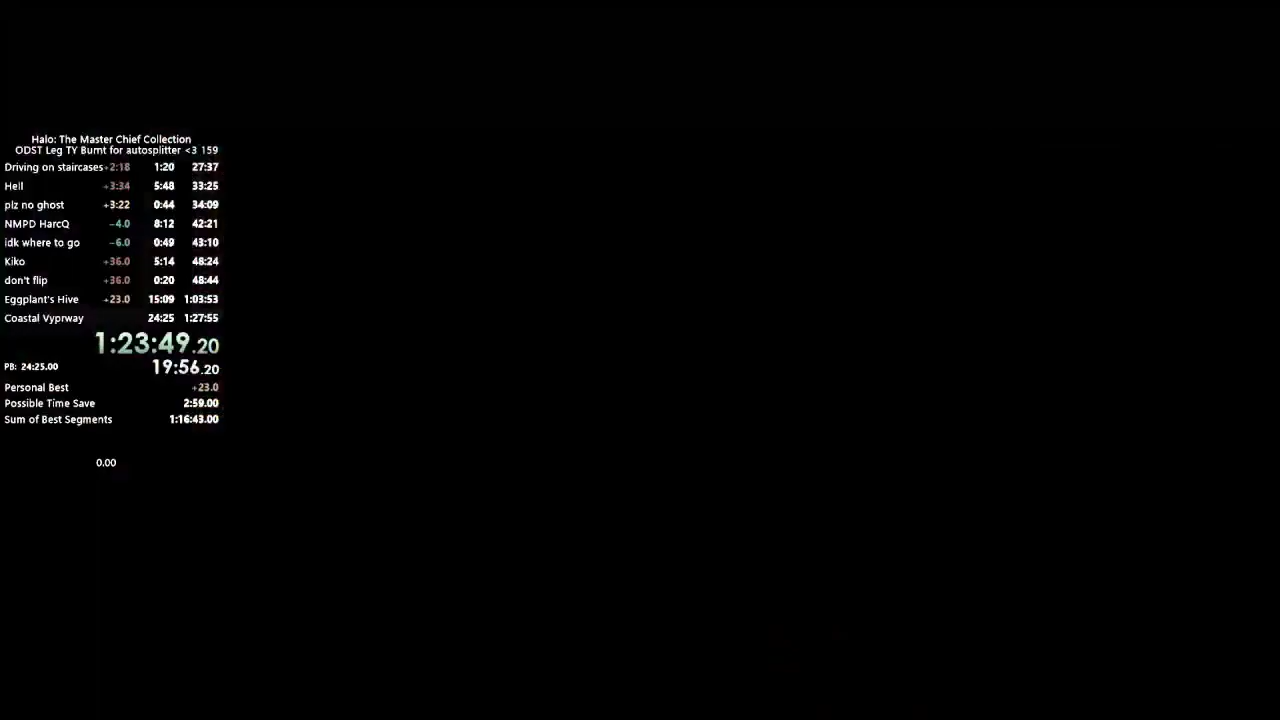 Halo: The Master Chief Collection
ODST Leg TY Burnt for autosplitter <3 159
Driving on staircases +2:18 1:20 27:37
Hell +3:34 5:48 33:25
plz no ghost +3:22 0:44 34:09
NMPD HarcQ −4.0 8:12 42:21
idk where to go −6.0 0:49 43:10
Kiko +36.0 5:14 48:24
don't flip +36.0 0:20 48:44
Eggplant's Hive +23.0 15:09 1:03:53
Coastal Vyprway 24:25 1:27:55
1:23:49.20
PB: 24:25.00 19:56.20
Personal Best +23.0
Possible Time Save 2:59.00
Sum of Best Segments 1:16:43.00
0.00